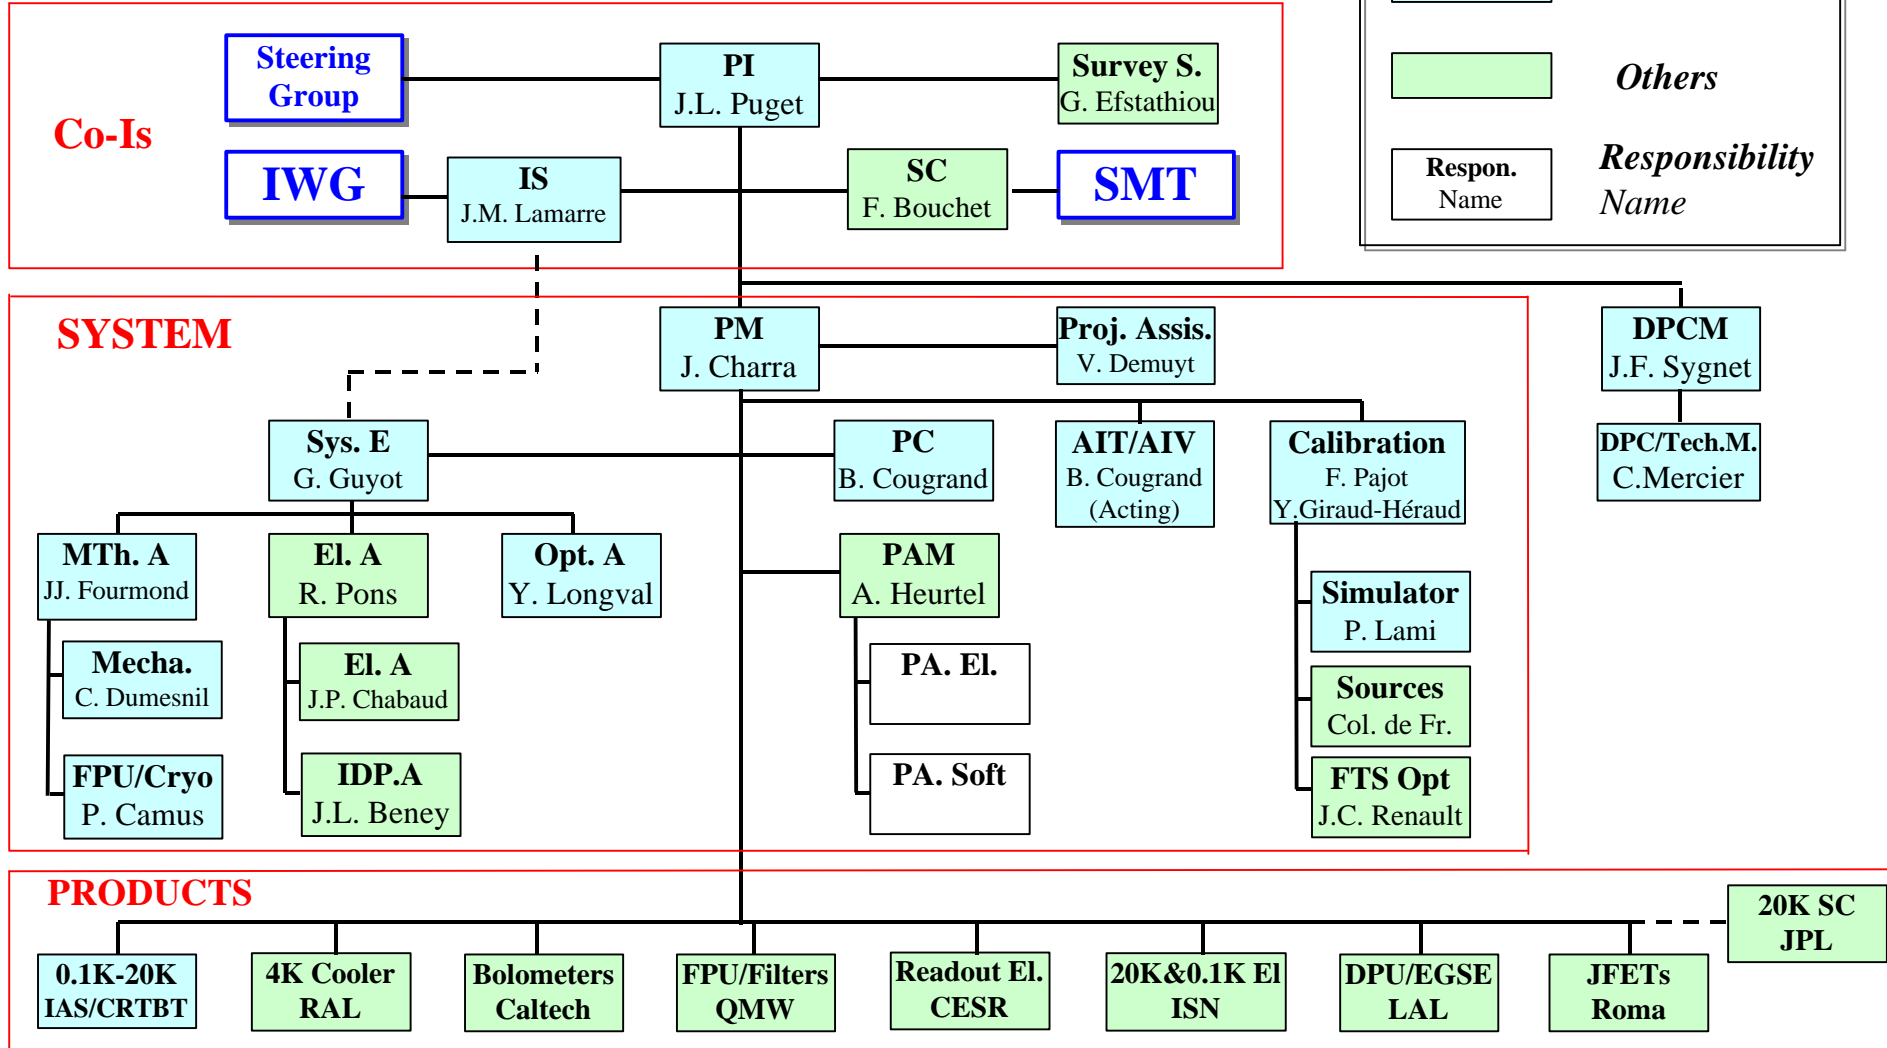 Steering
Group
PI
J.L. Puget
Survey S.
G. Efstathiou
Others
Co-Is
IWG
IS
J.M. Lamarre
SC
F. Bouchet
SMT
Respon.
Name
Responsibility
Name
SYSTEM
PM
J. Charra
Proj. Assis.
V. Demuyt
DPCM
J.F. Sygnet
Sys. E
G. Guyot
PC
B. Cougrand
AIT/AIV
B. Cougrand
(Acting)
Calibration
F. Pajot
Y.Giraud-Héraud
DPC/Tech.M.
C.Mercier
MTh. A
JJ. Fourmond
El. A
R. Pons
Opt. A
Y. Longval
PAM
A. Heurtel
Simulator
P. Lami
Mecha.
C. Dumesnil
El. A
J.P. Chabaud
PA. El.
Sources
Col. de Fr.
FPU/Cryo
P. Camus
IDP.A
J.L. Beney
PA. Soft
FTS Opt
J.C. Renault
PRODUCTS
20K SC
JPL
0.1K-20K
IAS/CRTBT
4K Cooler
RAL
Bolometers
Caltech
FPU/Filters
QMW
Readout El.
CESR
20K&0.1K El
ISN
DPU/EGSE
LAL
JFETs
Roma